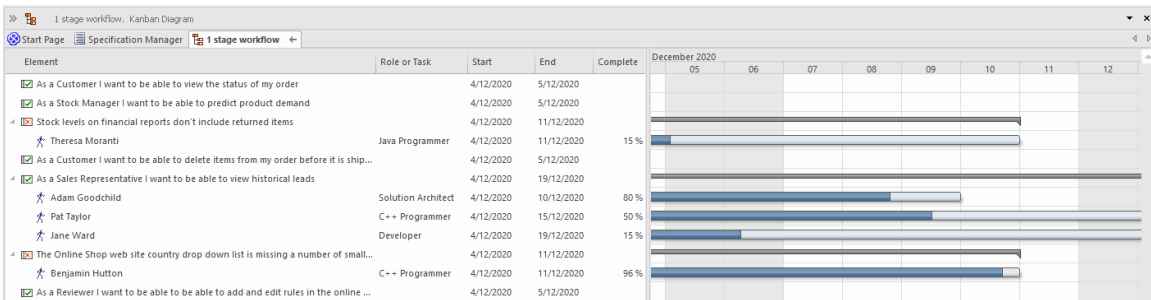 1 stage workflow. Kanban Diagram
Start Page Specification Manager 1 stage workflow
Element Role or Task Start End Complete December 2020
05 06 07 08 09 10 11 12
As a Customer I want to be able to view the status of my order 4/12/2020 5/12/2020
As a Stock Manager I want to be able to predict product demand 4/12/2020 5/12/2020
Stock levels on financial reports don't include returned items 4/12/2020 11/12/2020
Theresa Moranti Java Programmer 4/12/2020 11/12/2020 15 %
As a Customer I want to be able to delete items from my order before it is ship... 4/12/2020 5/12/2020
As a Sales Representative I want to be able to view historical leads 4/12/2020 19/12/2020
Adam Goodchild Solution Architect 4/12/2020 10/12/2020 80 %
Pat Taylor C++ Programmer 4/12/2020 15/12/2020 50 %
Jane Ward Developer 4/12/2020 19/12/2020 15 %
The Online Shop web site country drop down list is missing a number of small... 4/12/2020 11/12/2020
Benjamin Hutton C++ Programmer 4/12/2020 11/12/2020 96 %
As a Reviewer I want to be able to be able to add and edit rules in the online ... 4/12/2020 5/12/2020